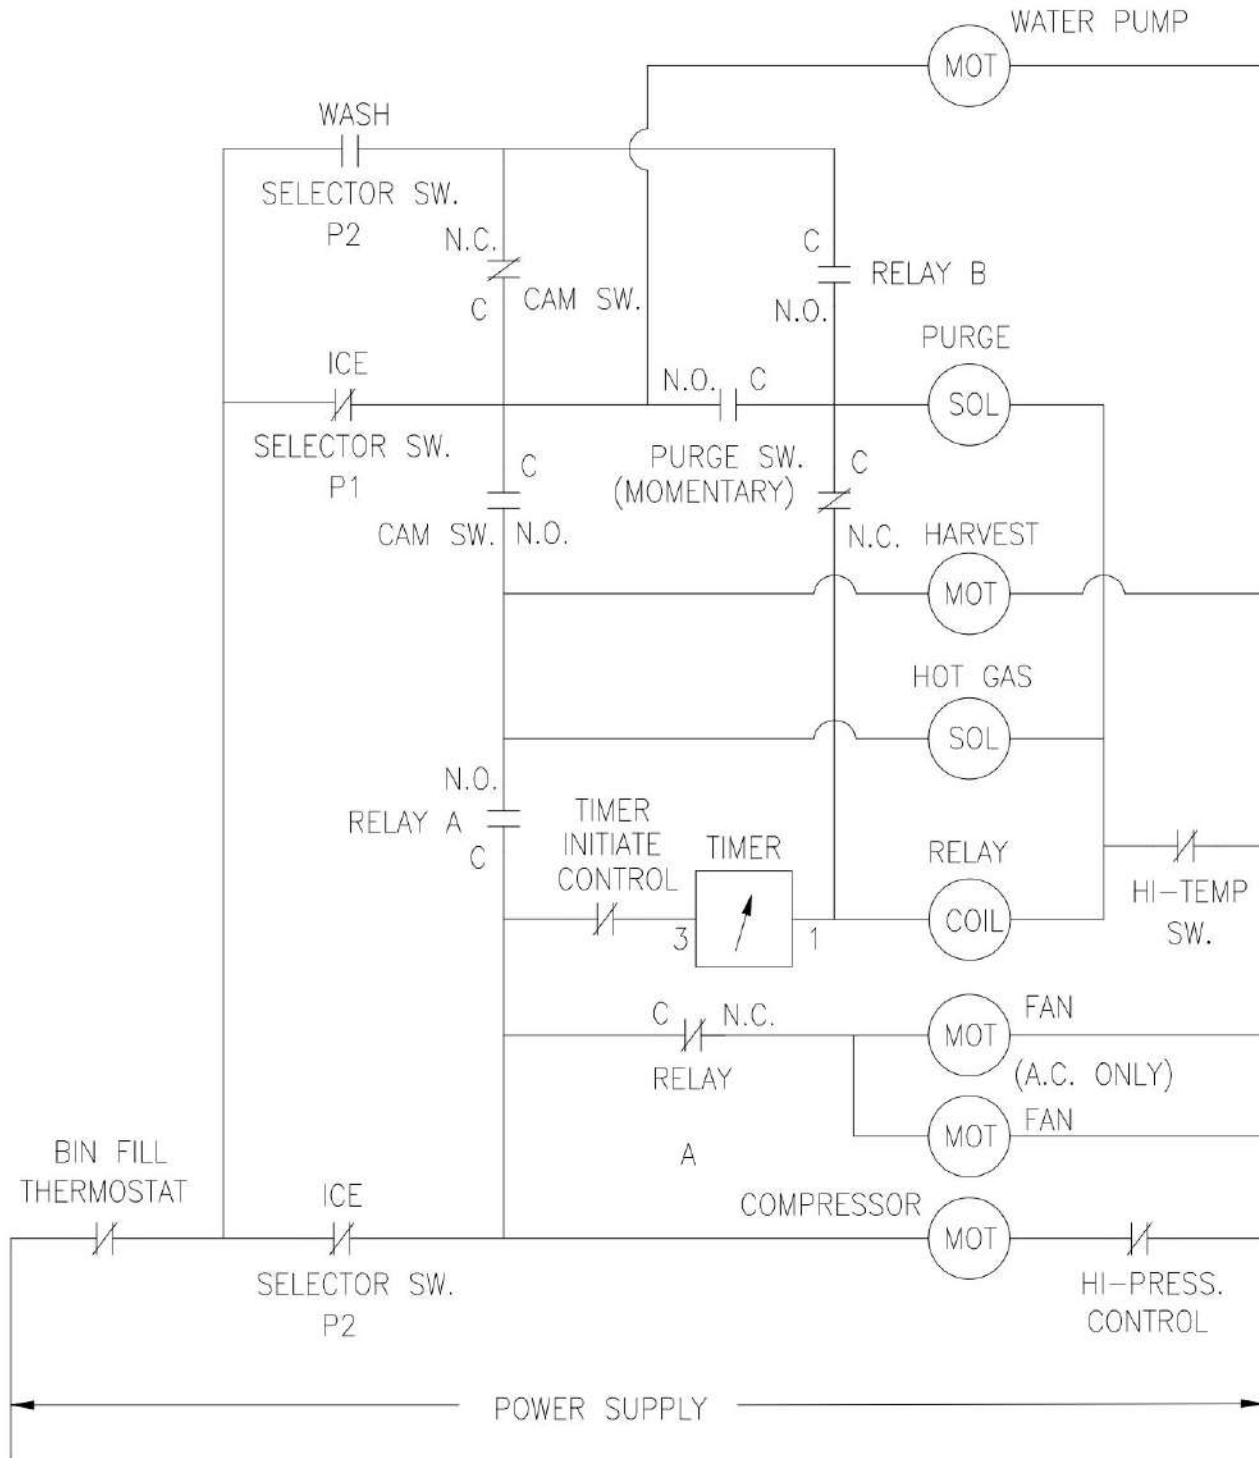 WATER PUMP
MOT
WASH
SELECTOR SW.
P2
N.C.
C
CAM SW.
C
RELAY B
N.O.
PURGE
SOL
ICE
SELECTOR SW.
P1
N.O. C
PURGE SW.
(MOMENTARY)
C
CAM SW. N.O.
C
N.C.
HARVEST
MOT
HOT GAS
SOL
N.O.
RELAY A
C
TIMER
INITIATE
CONTROL
TIMER
3
1
RELAY
COIL
HI-TEMP
SW.
C N.C.
RELAY
A
FAN
MOT
(A.C. ONLY)
FAN
MOT
BIN FILL
THERMOSTAT
ICE
SELECTOR SW.
P2
COMPRESSOR
MOT
HI-PRESS.
CONTROL
POWER SUPPLY